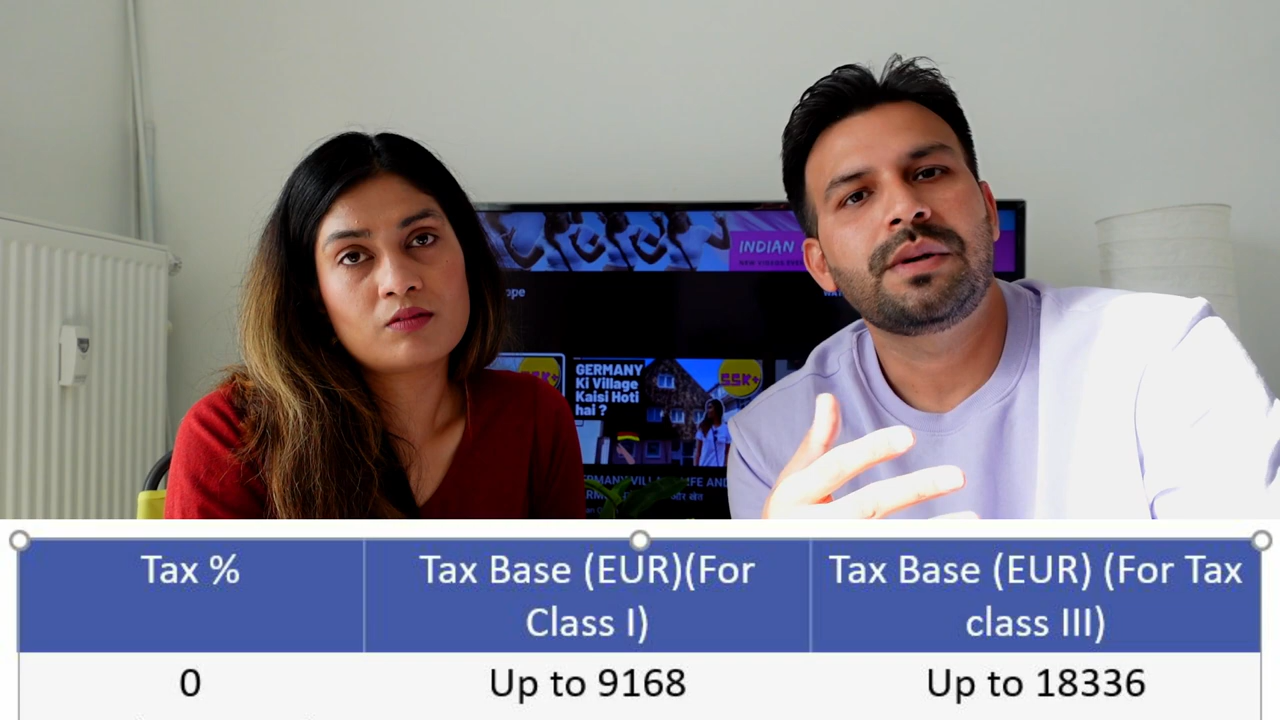 INDIAN
GERMANY
Ki Village
Kaisi Hoti
hai ?
SSK+
Tax %
Tax Base (EUR)(For
Class I)
Tax Base (EUR) (For Tax
class III)
0
Up to 9168
Up to 18336